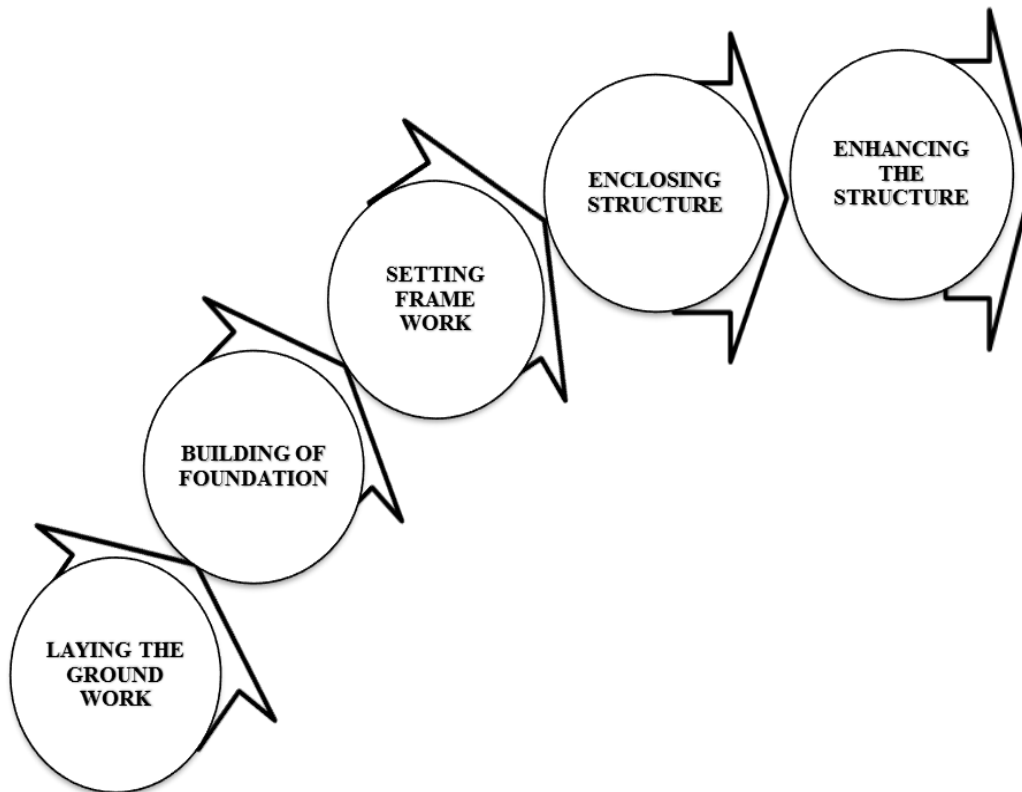 LAYING THE
GROUND
WORK
BUILDING OF
FOUNDATION
SETTING
FRAME
WORK
ENCLOSING
STRUCTURE
ENHANCING
THE
STRUCTURE